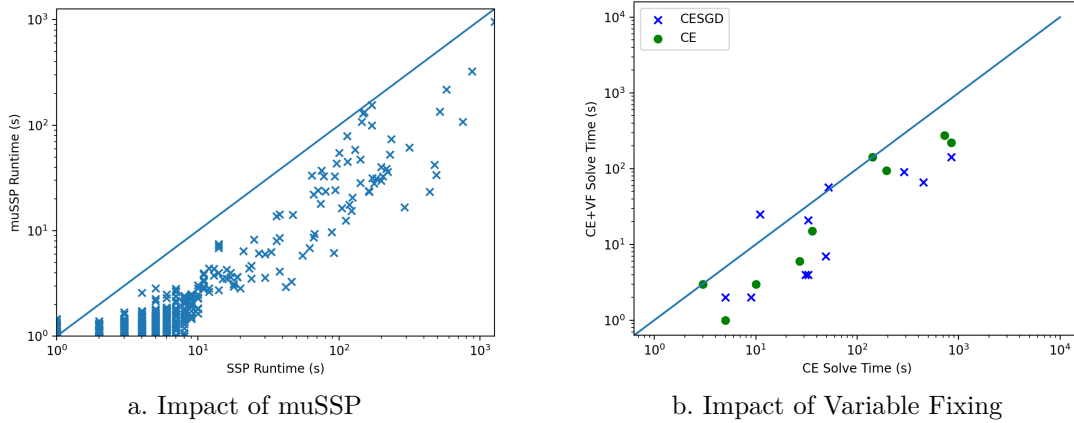 10³
10²
10¹
10⁰
muSSP Runtime (s)
10⁰ 10¹ 10² 10³
SSP Runtime (s)
a. Impact of muSSP
CESGD
CE
10⁴
10³
10²
10¹
10⁰
CE+VF Solve Time (s)
10⁰ 10¹ 10² 10³ 10⁴
CE Solve Time (s)
b. Impact of Variable Fixing